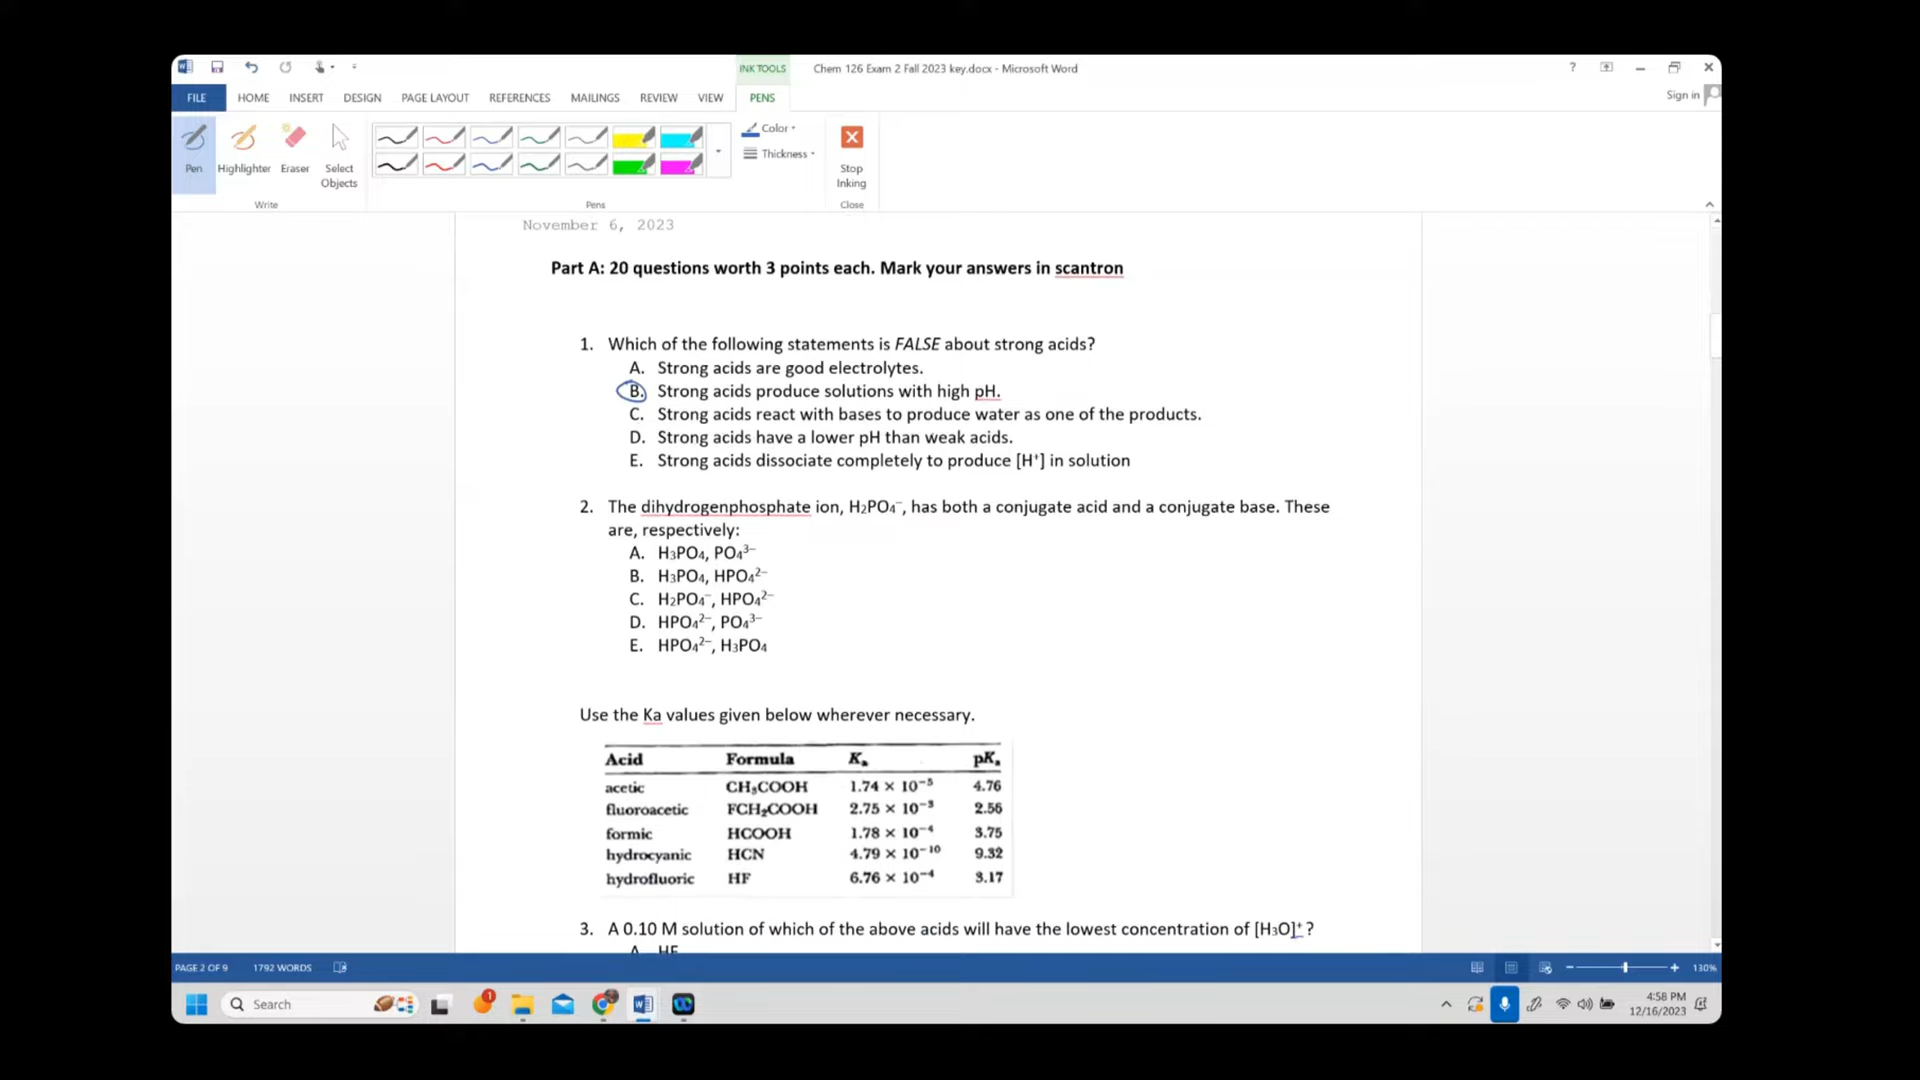 INK TOOLS
Chem 126 Exam 2 Fall 2023 key.docx - Microsoft Word
?
FILE HOME INSERT DESIGN PAGE LAYOUT REFERENCES MAILINGS REVIEW VIEW PENS
Sign in
Pen Highlighter Eraser Select Objects
Color
Thickness
Stop Inking
Write
Pens
Close
November 6, 2023
Part A: 20 questions worth 3 points each. Mark your answers in scantron
1. Which of the following statements is FALSE about strong acids?
A. Strong acids are good electrolytes.
B. Strong acids produce solutions with high pH.
C. Strong acids react with bases to produce water as one of the products.
D. Strong acids have a lower pH than weak acids.
E. Strong acids dissociate completely to produce [H⁺] in solution
2. The dihydrogenphosphate ion, H₂PO₄⁻, has both a conjugate acid and a conjugate base. These
are, respectively:
A. H₃PO₄, PO₄³⁻
B. H₃PO₄, HPO₄²⁻
C. H₂PO₄⁻, HPO₄²⁻
D. HPO₄²⁻, PO₄³⁻
E. HPO₄²⁻, H₃PO₄
Use the Ka values given below wherever necessary.
Acid Formula Kₐ pKₐ
acetic CH₃COOH 1.74 × 10⁻⁵ 4.76
fluoroacetic FCH₂COOH 2.75 × 10⁻³ 2.56
formic HCOOH 1.78 × 10⁻⁴ 3.75
hydrocyanic HCN 4.79 × 10⁻¹⁰ 9.32
hydrofluoric HF 6.76 × 10⁻⁴ 3.17
3. A 0.10 M solution of which of the above acids will have the lowest concentration of [H₃O]⁺ ?
A. HF
PAGE 2 OF 9 1792 WORDS
130%
Search
1
4:58 PM
12/16/2023